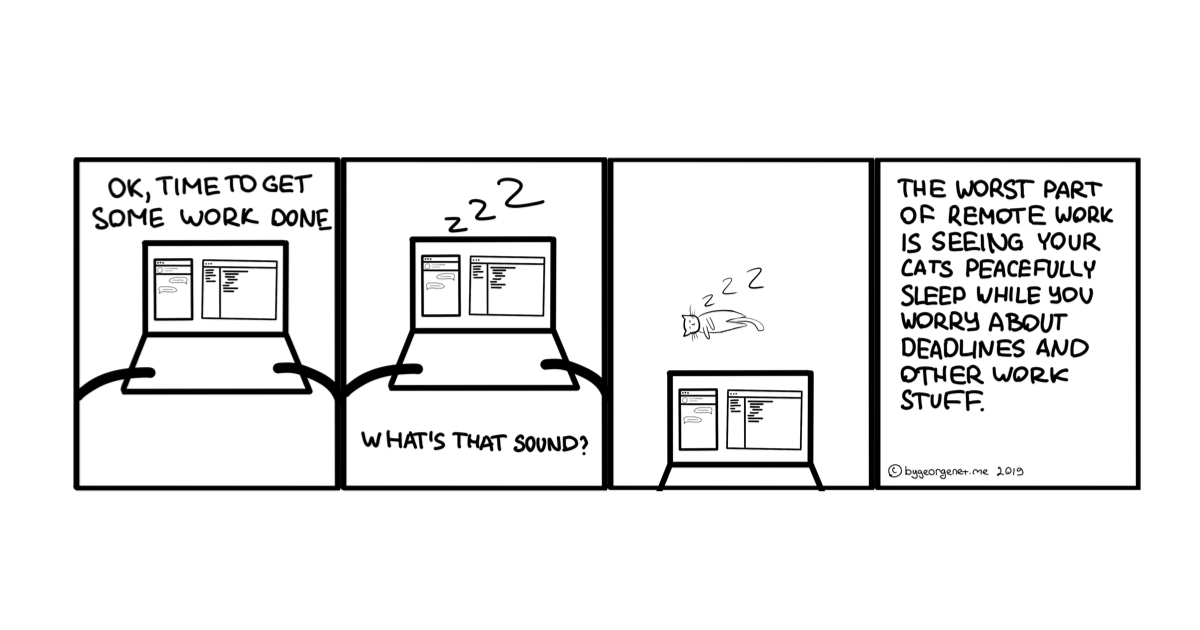 OK, TIME TO GET
SOME WORK DONE
z z Z
WHAT'S THAT SOUND?
z z Z
THE WORST PART
OF REMOTE WORK
IS SEEING YOUR
CATS PEACEFULLY
SLEEP WHILE YOU
WORRY ABOUT
DEADLINES AND
OTHER WORK
STUFF.
© bygeorgenet.me 2019